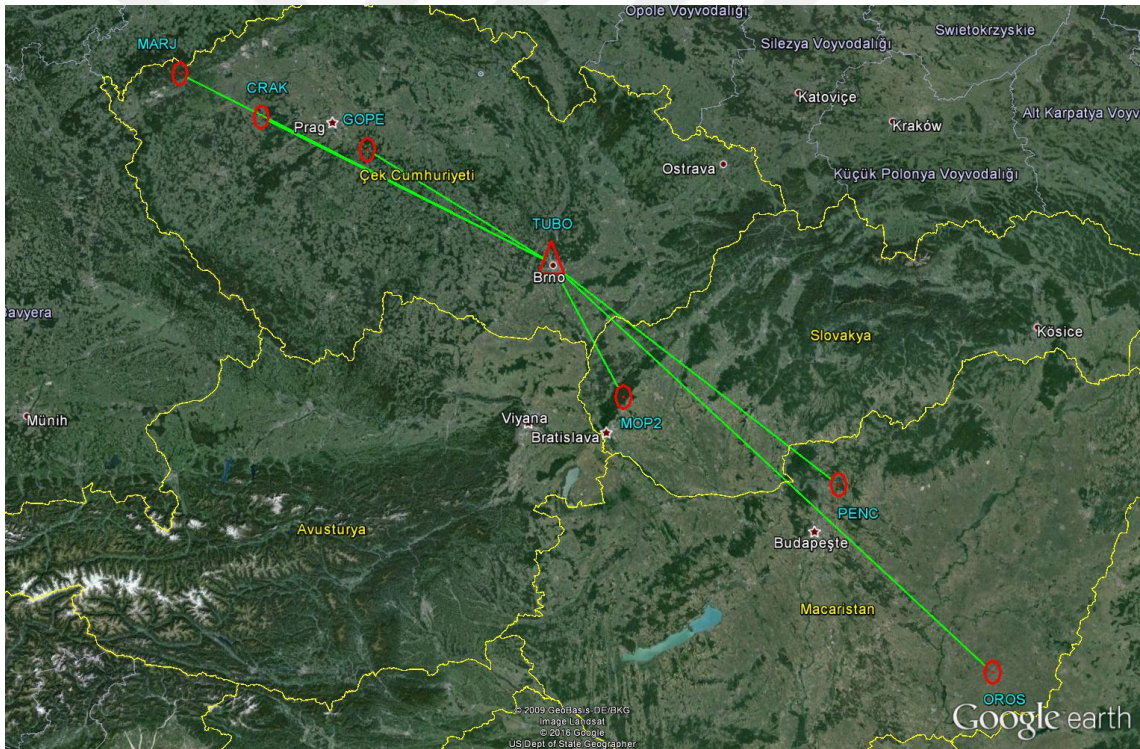 Opole Voyvodalığı
Swietokrzyskie
MARJ
Silezya Voyvodalığı
CRAK
Katoviçe
Alt Karpatya Voyv
Prag
GOPE
Kraków
Çek Cumhuriyeti
Ostrava
Küçük Polonya Voyvodalığı
TUBO
Brno
Bavyera
Slovakya
Kösice
Münih
Viyana
MOP2
Bratislava
PENC
Avusturya
Budapeşte
Macaristan
OROS
© 2009 GeoBasis-DE/BKG
Image Landsat
© 2016 Google
US Dept of State Geographer
Google earth